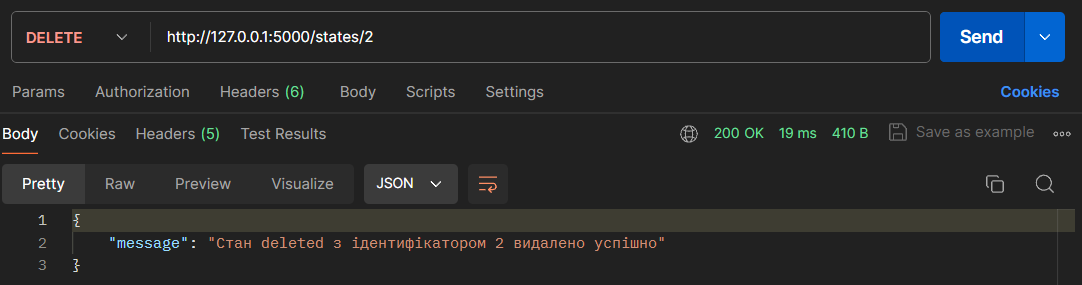 DELETE http://127.0.0.1:5000/states/2 Send
Params Authorization Headers (6) Body Scripts Settings Cookies
Body Cookies Headers (5) Test Results 200 OK 19 ms 410 B Save as example
Pretty Raw Preview Visualize JSON
1 {
2 "message": "Стан deleted з ідентифікатором 2 видалено успішно"
3 }